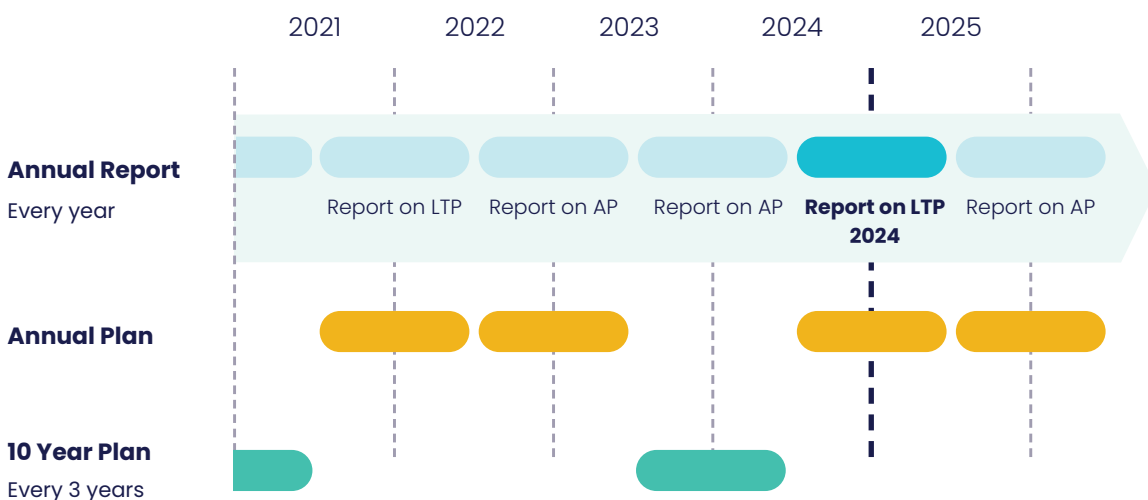 2021 2022 2023 2024 2025
Annual Report
Every year
Report on LTP Report on AP Report on AP Report on LTP Report on AP
2024
Annual Plan
10 Year Plan
Every 3 years